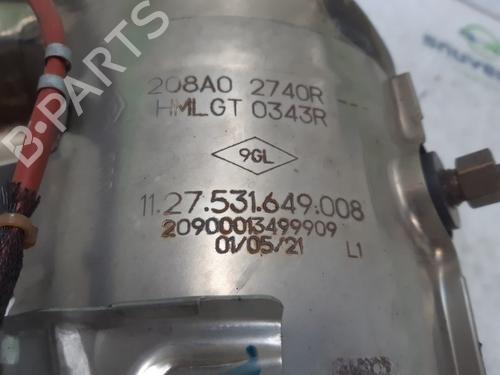 208A0 2740R
HMLGT 0343R
9GL
11.27.531.649.008
20900013499909
01/05/21 L1
B-PARTS